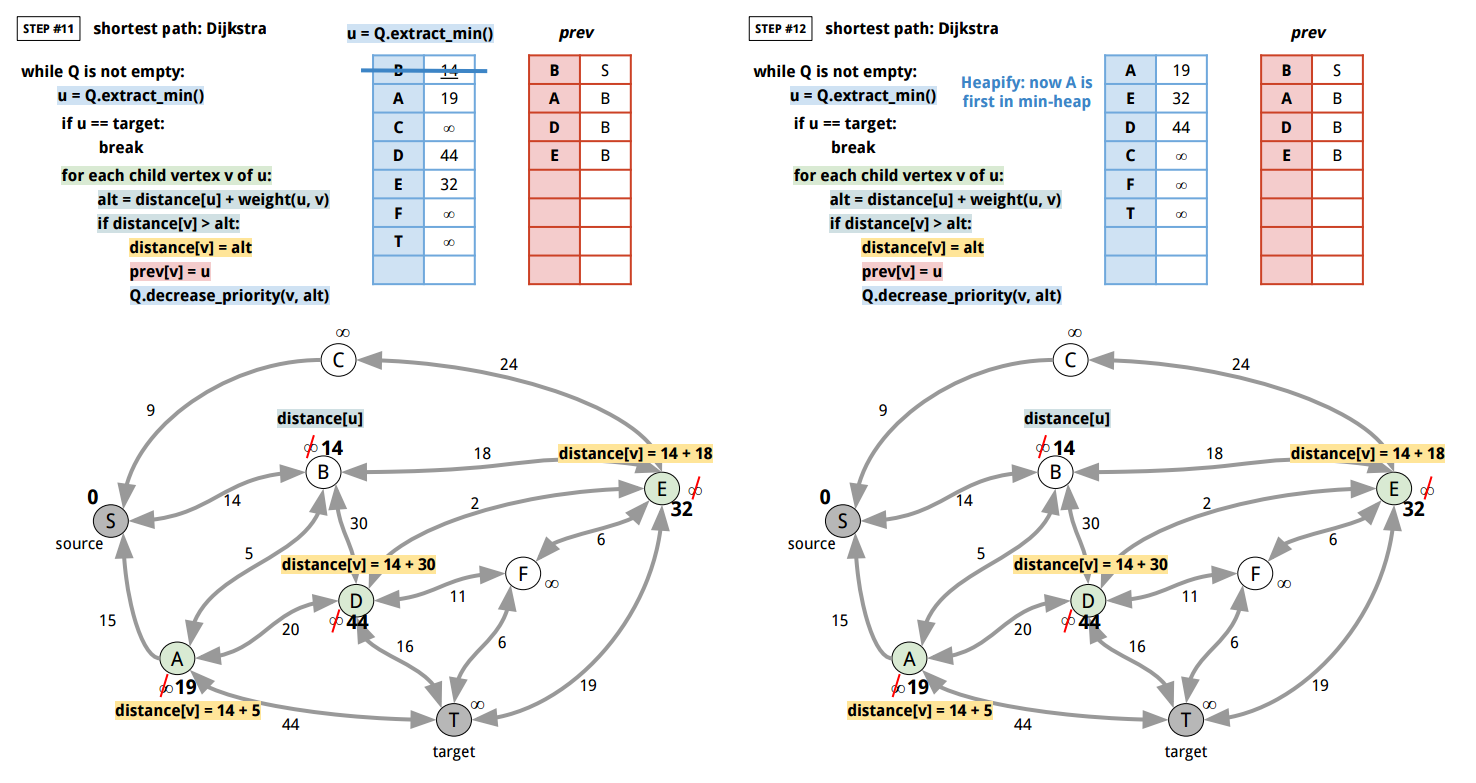 STEP #11 shortest path: Dijkstra
u = Q.extract_min()
prev
while Q is not empty:
u = Q.extract_min()
if u == target:
break
for each child vertex v of u:
alt = distance[u] + weight(u, v)
if distance[v] > alt:
distance[v] = alt
prev[v] = u
Q.decrease_priority(v, alt)
B 14
A 19
C ∞
D 44
E 32
F ∞
T ∞
B S
A B
D B
E B
∞
C
24
9
distance[u]
∞ 14
B
18
distance[v] = 14 + 18
E ∞
32
0
S
source
14
2
30
5
6
distance[v] = 14 + 30
F ∞
D
∞ 44
11
15
20
16
6
A
∞ 19
19
distance[v] = 14 + 5
44
∞
T
target
STEP #12 shortest path: Dijkstra
prev
while Q is not empty:
u = Q.extract_min()
if u == target:
break
for each child vertex v of u:
alt = distance[u] + weight(u, v)
if distance[v] > alt:
distance[v] = alt
prev[v] = u
Q.decrease_priority(v, alt)
Heapify: now A is
first in min-heap
A 19
E 32
D 44
C ∞
F ∞
T ∞
B S
A B
D B
E B
∞
C
24
9
distance[u]
∞ 14
B
18
distance[v] = 14 + 18
E ∞
32
0
S
source
14
2
30
5
6
distance[v] = 14 + 30
F ∞
D
∞ 44
11
15
20
16
6
A
∞ 19
19
distance[v] = 14 + 5
44
∞
T
target